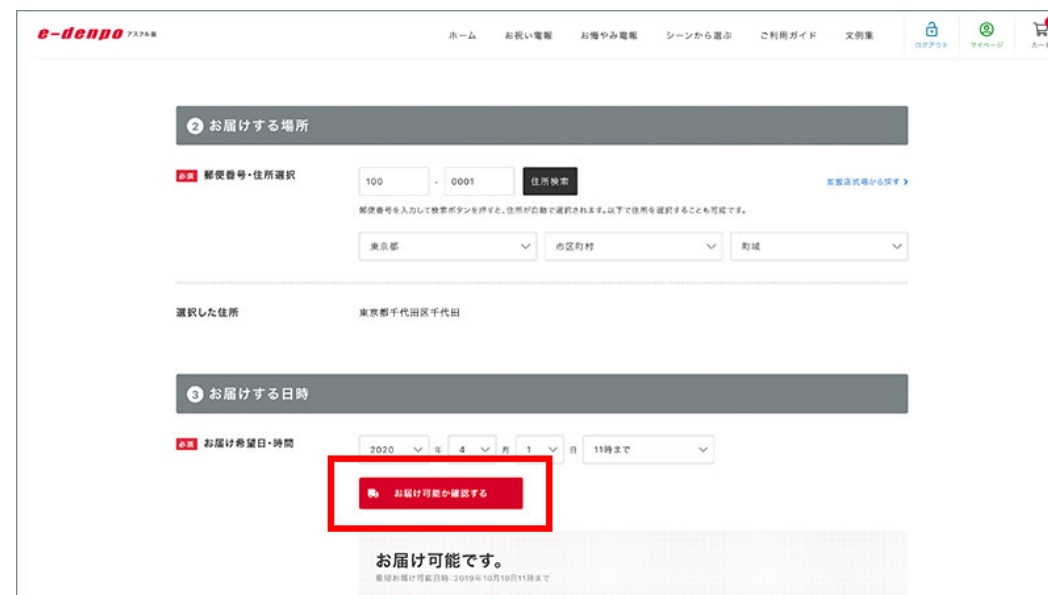 e-denpo アスクル版
ホーム お祝い電報 お悔やみ電報 シーンから選ぶ ご利用ガイド 文例集 ログアウト マイページ
② お届けする場所
必須 郵便番号・住所選択 100 - 0001 住所検索 加盟店式場から探す
郵便番号を入力して検索ボタンを押すと、住所が自動で選択されます。以下で住所を選択することも可能です。
東京都 市区町村 町域
選択した住所 東京都千代田区千代田
③ お届けする日時
必須 お届け希望日・時間 2020 年 4 月 1 日 11時まで
お届け可能か確認する
お届け可能です。
最短お届け可能日時:2019年10月10日11時まで